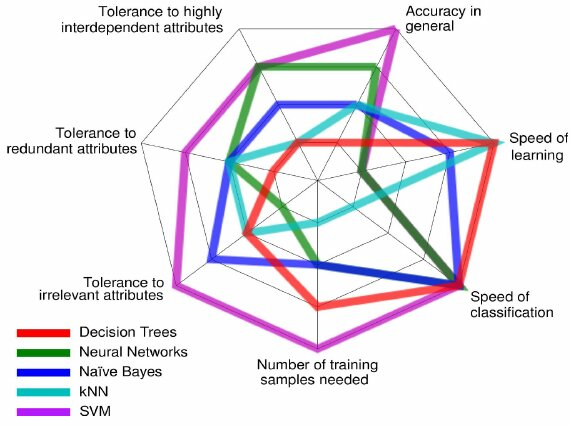 Tolerance to highly
interdependent attributes
Accuracy in
general
Tolerance to
redundant attributes
Speed of
learning
Tolerance to
irrelevant attributes
Speed of
classification
Number of training
samples needed
Decision Trees
Neural Networks
Naïve Bayes
kNN
SVM